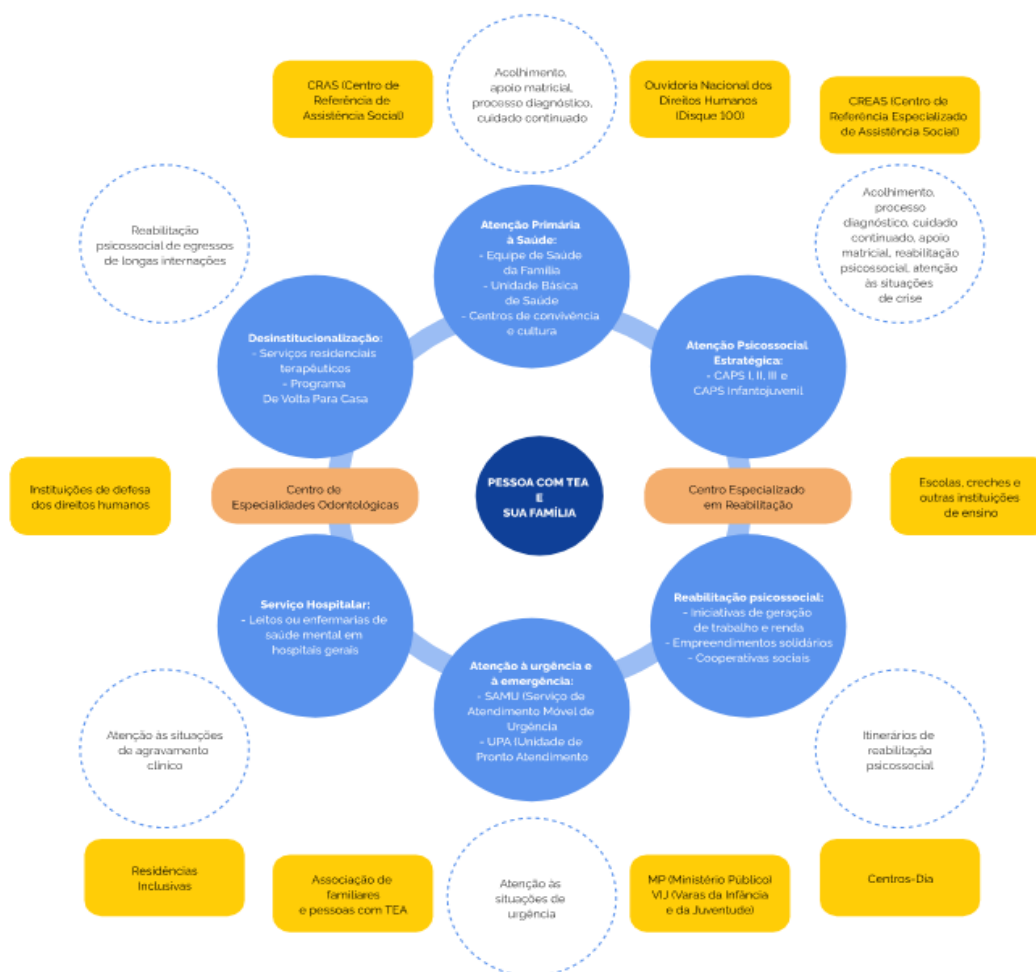 CRAS (Centro de
Referência de
Assistência Social)
Acolhimento,
apoio matricial,
processo diagnóstico,
cuidado continuado
Ouvidoria Nacional dos
Direitos Humanos
(Disque 100)
CREAS (Centro de
Referência Especializado
de Assistência Social)
Reabilitação
psicossocial de egressos
de longas internações
Atenção Primária
à Saúde:
- Equipe de Saúde
da Família
- Unidade Básica
de Saúde
- Centros de convivência
e cultura
Acolhimento,
processo
diagnóstico, cuidado
continuado, apoio
matricial, reabilitação
psicossocial, atenção
às situações
de crise
Desinstitucionalização:
- Serviços residenciais
terapêuticos
- Programa
De Volta Para Casa
Atenção Psicossocial
Estratégica:
- CAPS I, II, III e
CAPS Infantojuvenil
Instituições de defesa
dos direitos humanos
Centro de
Especialidades Odontológicas
PESSOA COM TEA
E
SUA FAMÍLIA
Centro Especializado
em Reabilitação
Escolas, creches e
outras instituições
de ensino
Serviço Hospitalar:
- Leitos ou enfermarias de
saúde mental em
hospitais gerais
Atenção à urgência e
à emergência:
- SAMU (Serviço de
Atendimento Móvel de
Urgência
- UPA (Unidade de
Pronto Atendimento
Reabilitação psicossocial:
- Iniciativas de geração
de trabalho e renda
- Empreendimentos solidários
- Cooperativas sociais
Atenção às situações
de agravamento
clínico
Itinerários de
reabilitação
psicossocial
Residências
Inclusivas
Associação de
familiares
e pessoas com TEA
Atenção às
situações de
urgência
MP (Ministério Público)
VIJ (Varas da Infância
e da Juventude)
Centros-Dia